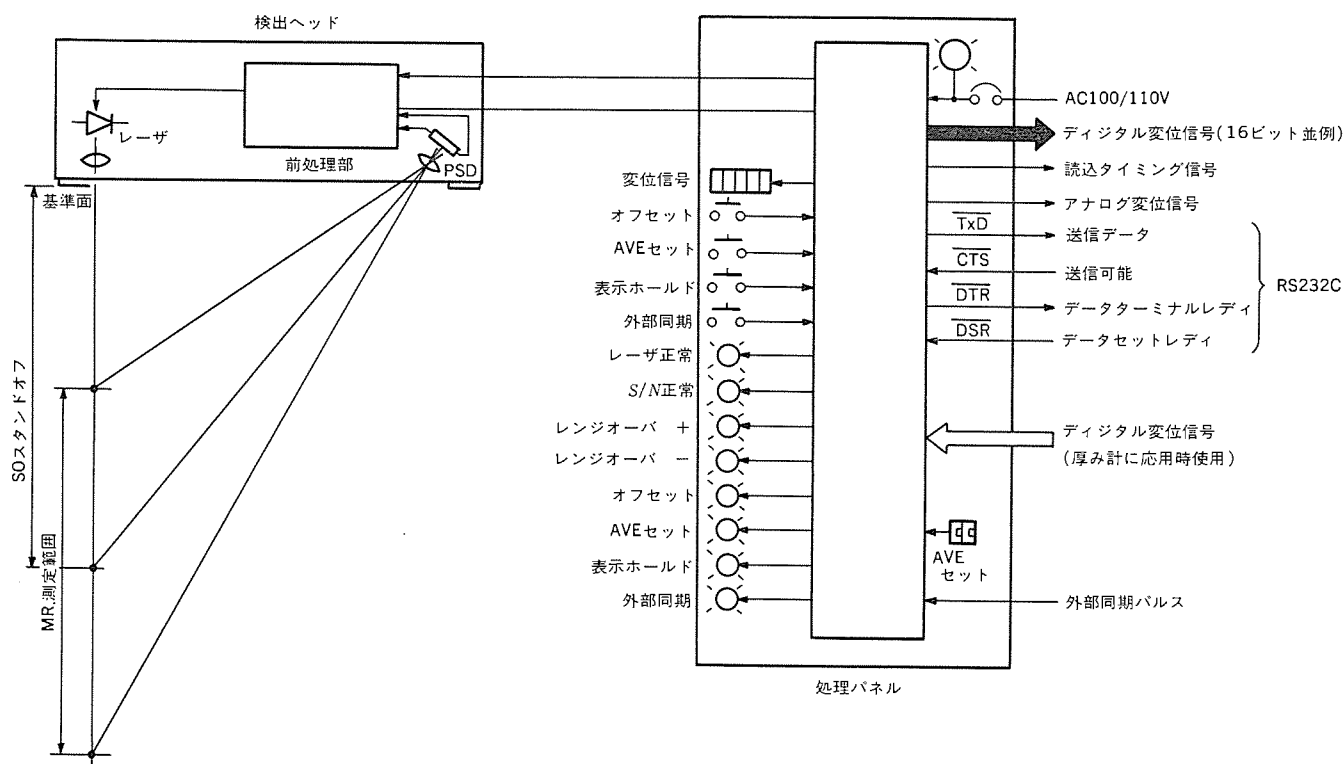 検出ヘッド
レーザ
前処理部
PSD
基準面
SOスタンドオフ
MR.測定範囲
変位信号
オフセット
AVEセット
表示ホールド
外部同期
レーザ正常
S/N正常
レンジオーバ +
レンジオーバ −
オフセット
AVEセット
表示ホールド
外部同期
AC100/110V
ディジタル変位信号(16ビット並例)
読込タイミング信号
アナログ変位信号
TxD
送信データ
CTS
送信可能
DTR
データターミナルレディ
DSR
データセットレディ
RS232C
ディジタル変位信号
(厚み計に応用時使用)
AVE
セット
外部同期パルス
処理パネル